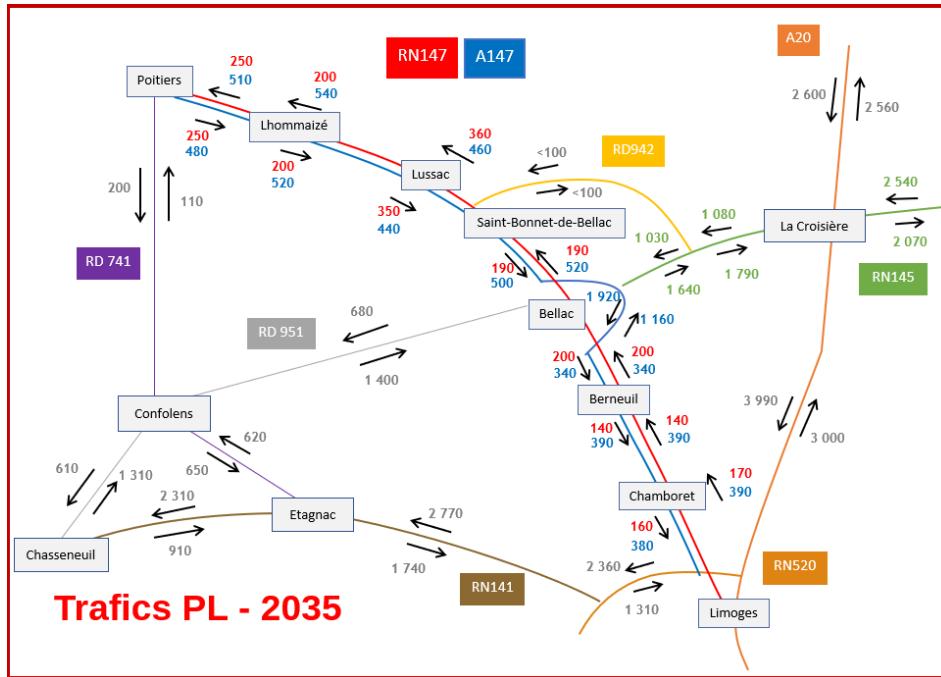 RN147
A147
A20
250
510
Poitiers
200
540
2 600
2 560
Lhommaizé
250
480
200
520
360
460
<100
RD942
Lussac
200
110
<100
2 540
350
440
Saint-Bonnet-de-Bellac
1 080
La Croisière
1 030
2 070
190
520
190
500
1 790
RD 741
1 640
RN145
1 920
Bellac
680
1 160
RD 951
1 400
200
340
200
340
Berneuil
3 990
Confolens
140
390
140
390
3 000
620
610
650
1 310
170
390
2 310
Chamboret
Etagnac
2 770
160
380
910
Chasseneuil
1 740
2 360
RN520
RN141
1 310
Trafics PL - 2035
Limoges